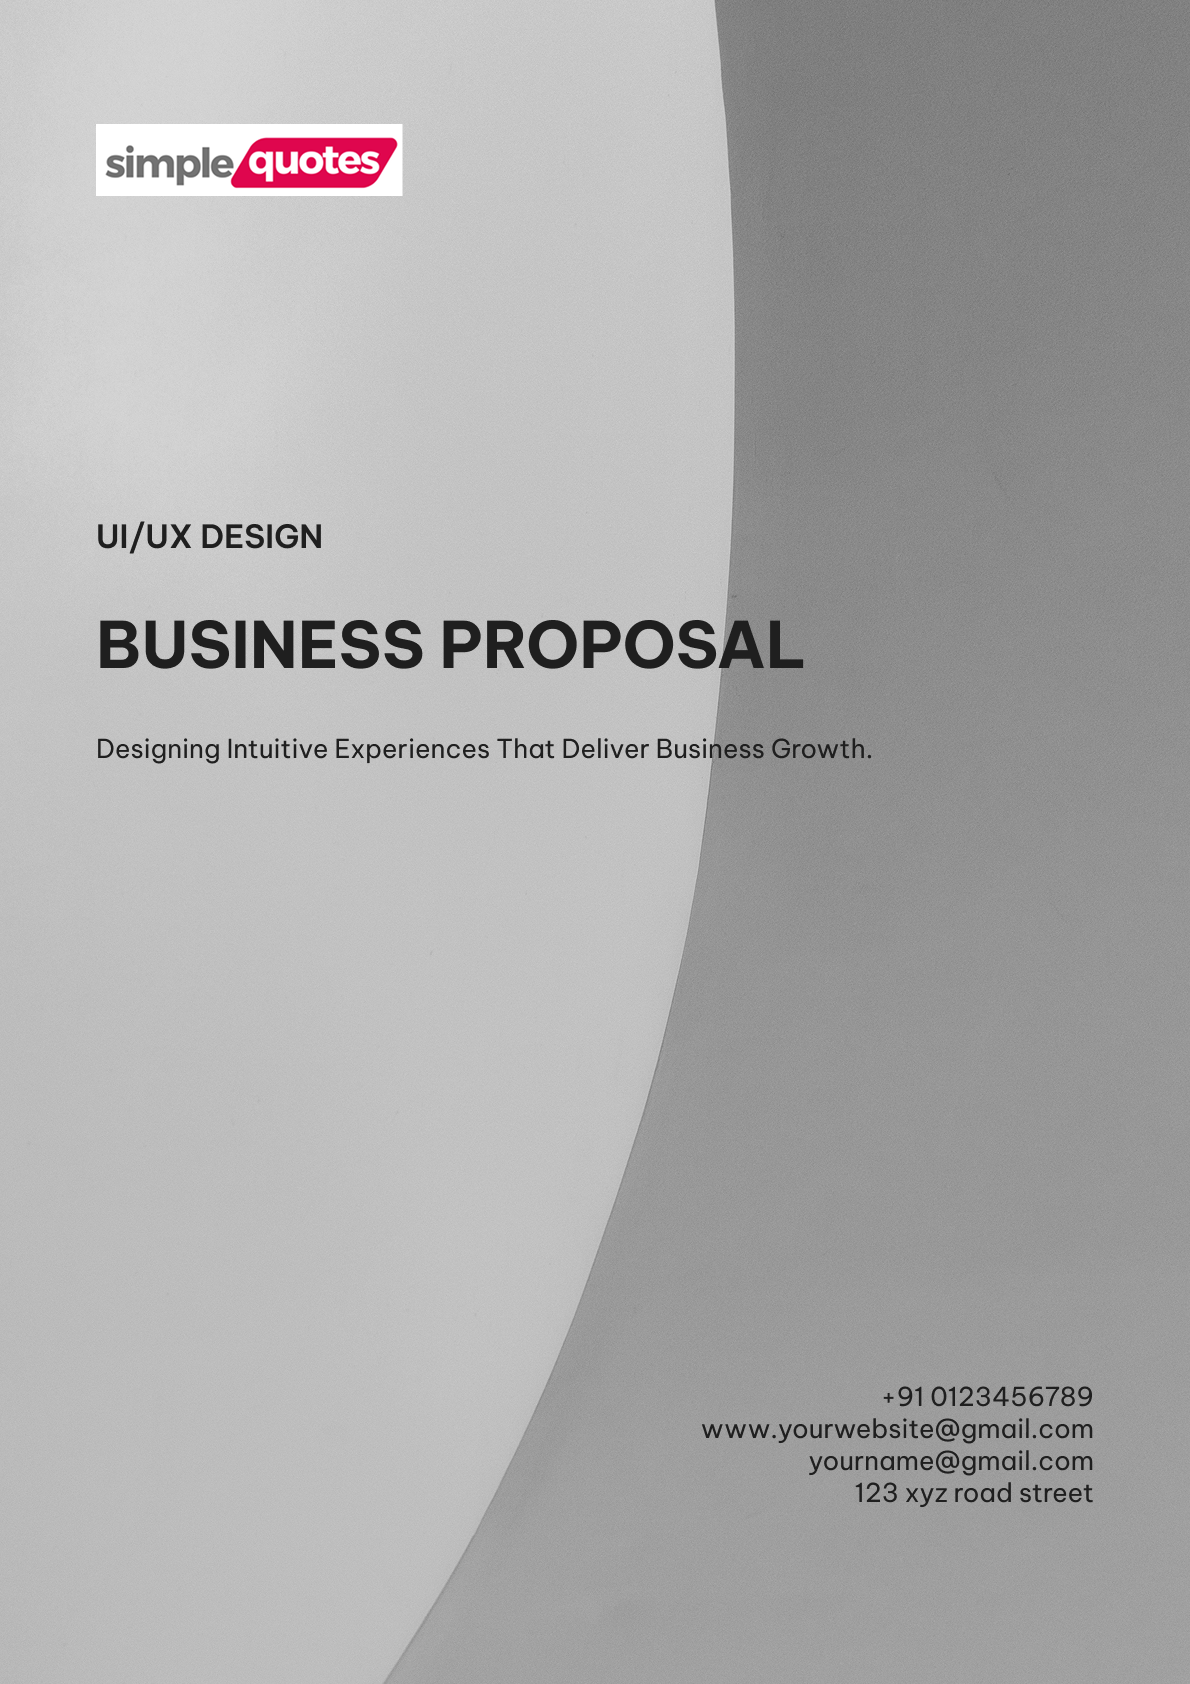 simple quotes
UI/UX DESIGN
BUSINESS PROPOSAL
Designing Intuitive Experiences That Deliver Business Growth.
+91 0123456789
www.yourwebsite@gmail.com
yourname@gmail.com
123 xyz road street